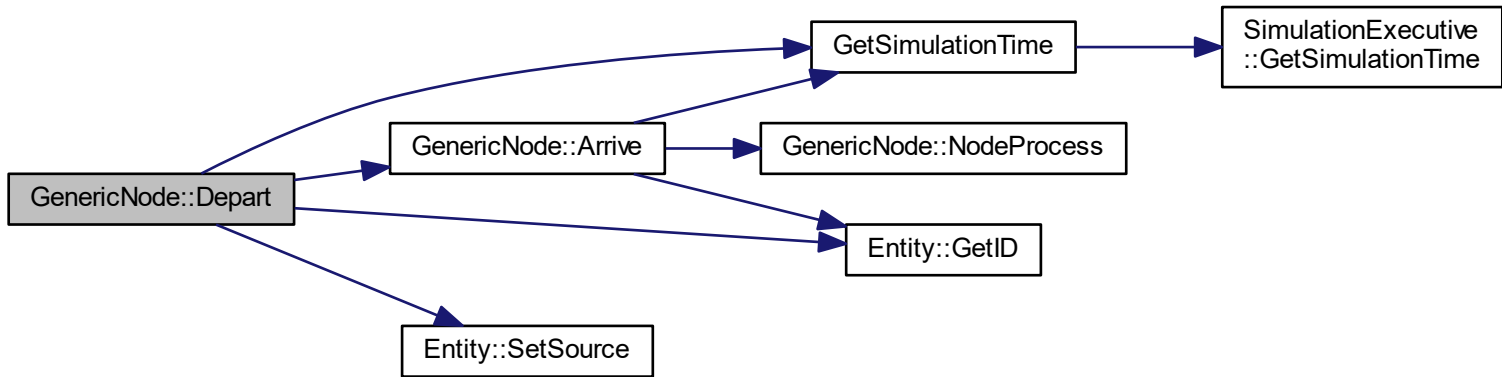 GenericNode::Depart
GenericNode::Arrive
GetSimulationTime
SimulationExecutive
::GetSimulationTime
GenericNode::NodeProcess
Entity::GetID
Entity::SetSource